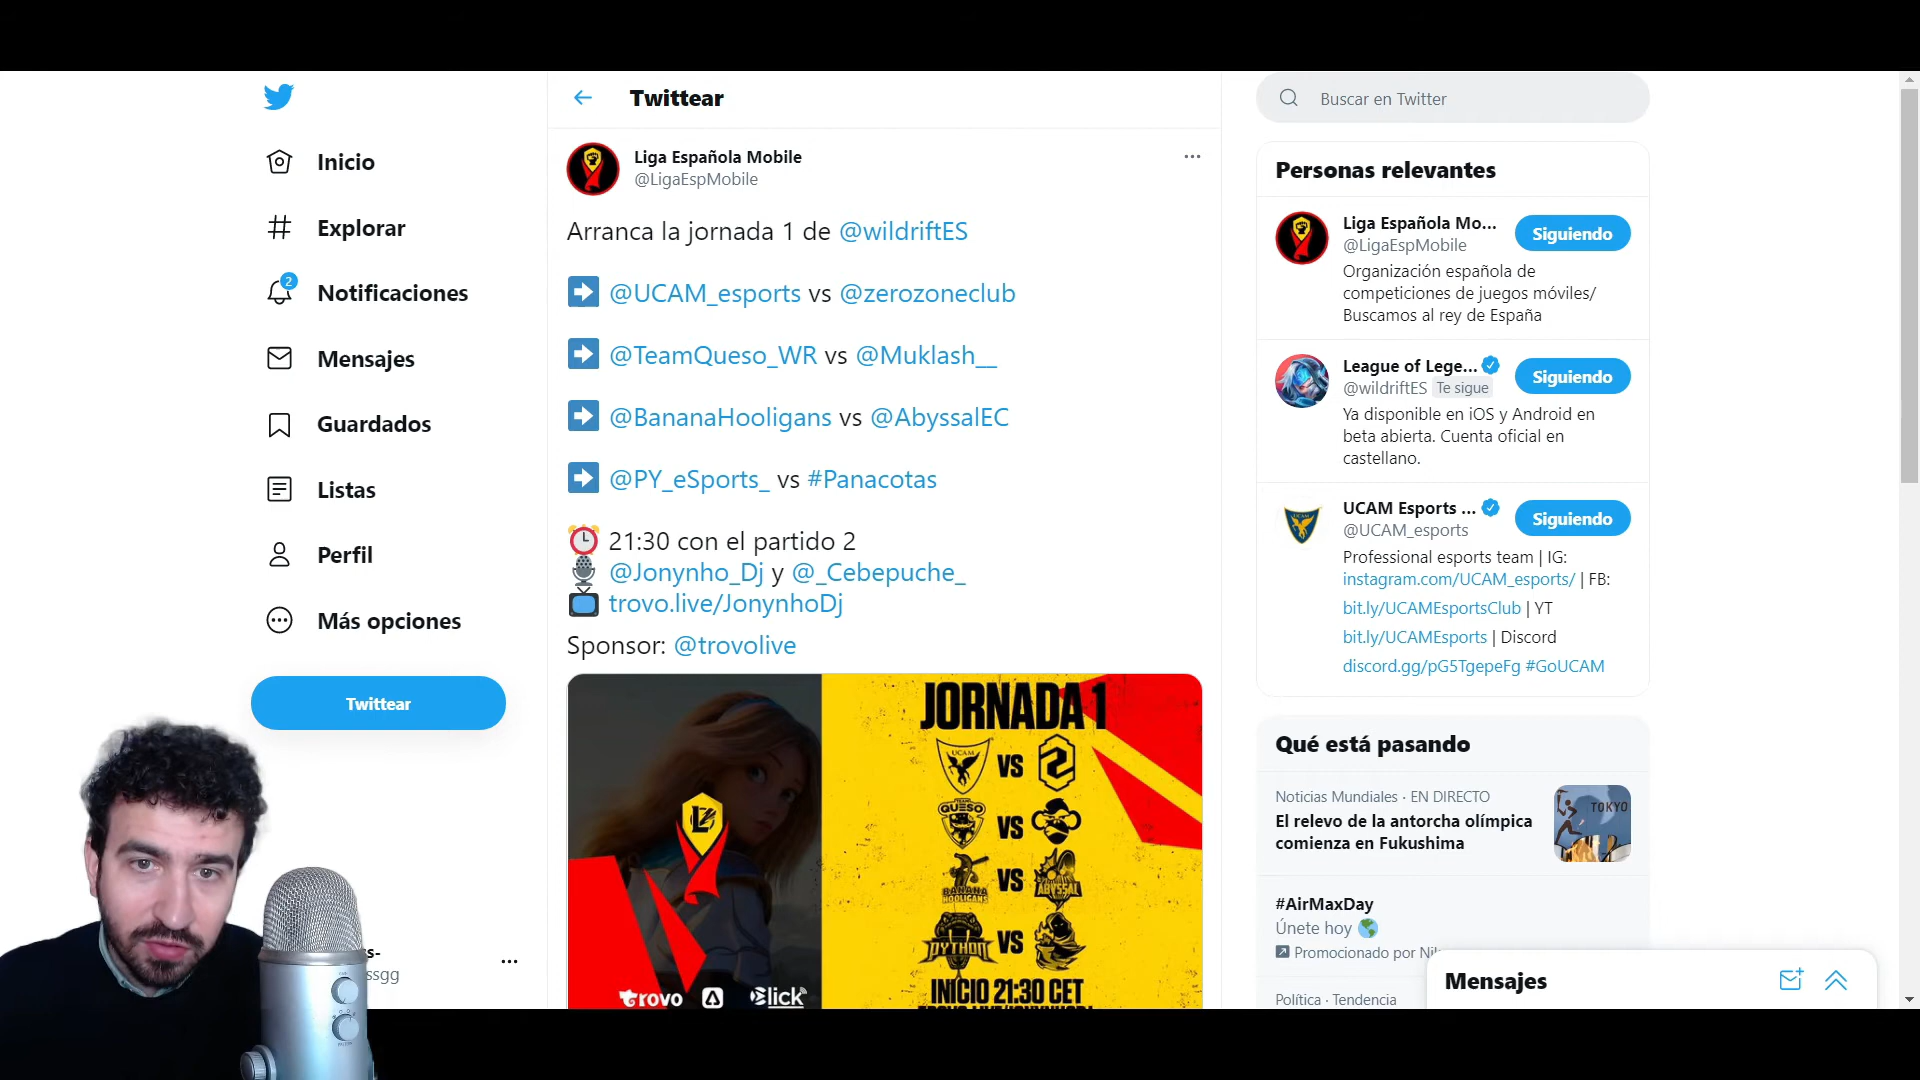 Inicio
Explorar
2
Notificaciones
Mensajes
Guardados
Listas
Perfil
Más opciones
Twittear
s-
ssgg
Twittear
Liga Española Mobile
@LigaEspMobile
Arranca la jornada 1 de @wildriftES
@UCAM_esports vs @zerozoneclub
@TeamQueso_WR vs @Muklash__
@BananaHooligans vs @AbyssalEC
@PY_eSports_ vs #Panacotas
21:30 con el partido 2
@Jonynho_Dj y @_Cebepuche_
trovo.live/JonynhoDj
Sponsor: @trovolive
JORNADA 1
UCAM
VS
TEAM
QUESO
VS
BANANA
HOOLIGANS
VS
ABYSSAL
PYTHON
VS
INICIO 21:30 CET
trovo
Click
Buscar en Twitter
Personas relevantes
Liga Española Mo...
@LigaEspMobile
Siguiendo
Organización española de
competiciones de juegos móviles/
Buscamos al rey de España
League of Lege...
@wildriftES Te sigue
Siguiendo
Ya disponible en iOS y Android en
beta abierta. Cuenta oficial en
castellano.
UCAM Esports ...
@UCAM_esports
Siguiendo
Professional esports team | IG:
instagram.com/UCAM_esports/ | FB:
bit.ly/UCAMEsportsClub | YT
bit.ly/UCAMEsports | Discord
discord.gg/pG5TgepeFg #GoUCAM
Qué está pasando
Noticias Mundiales · EN DIRECTO
El relevo de la antorcha olímpica
comienza en Fukushima
TOKYO
#AirMaxDay
Únete hoy
Promocionado por Nik
Política · Tendencia
Mensajes